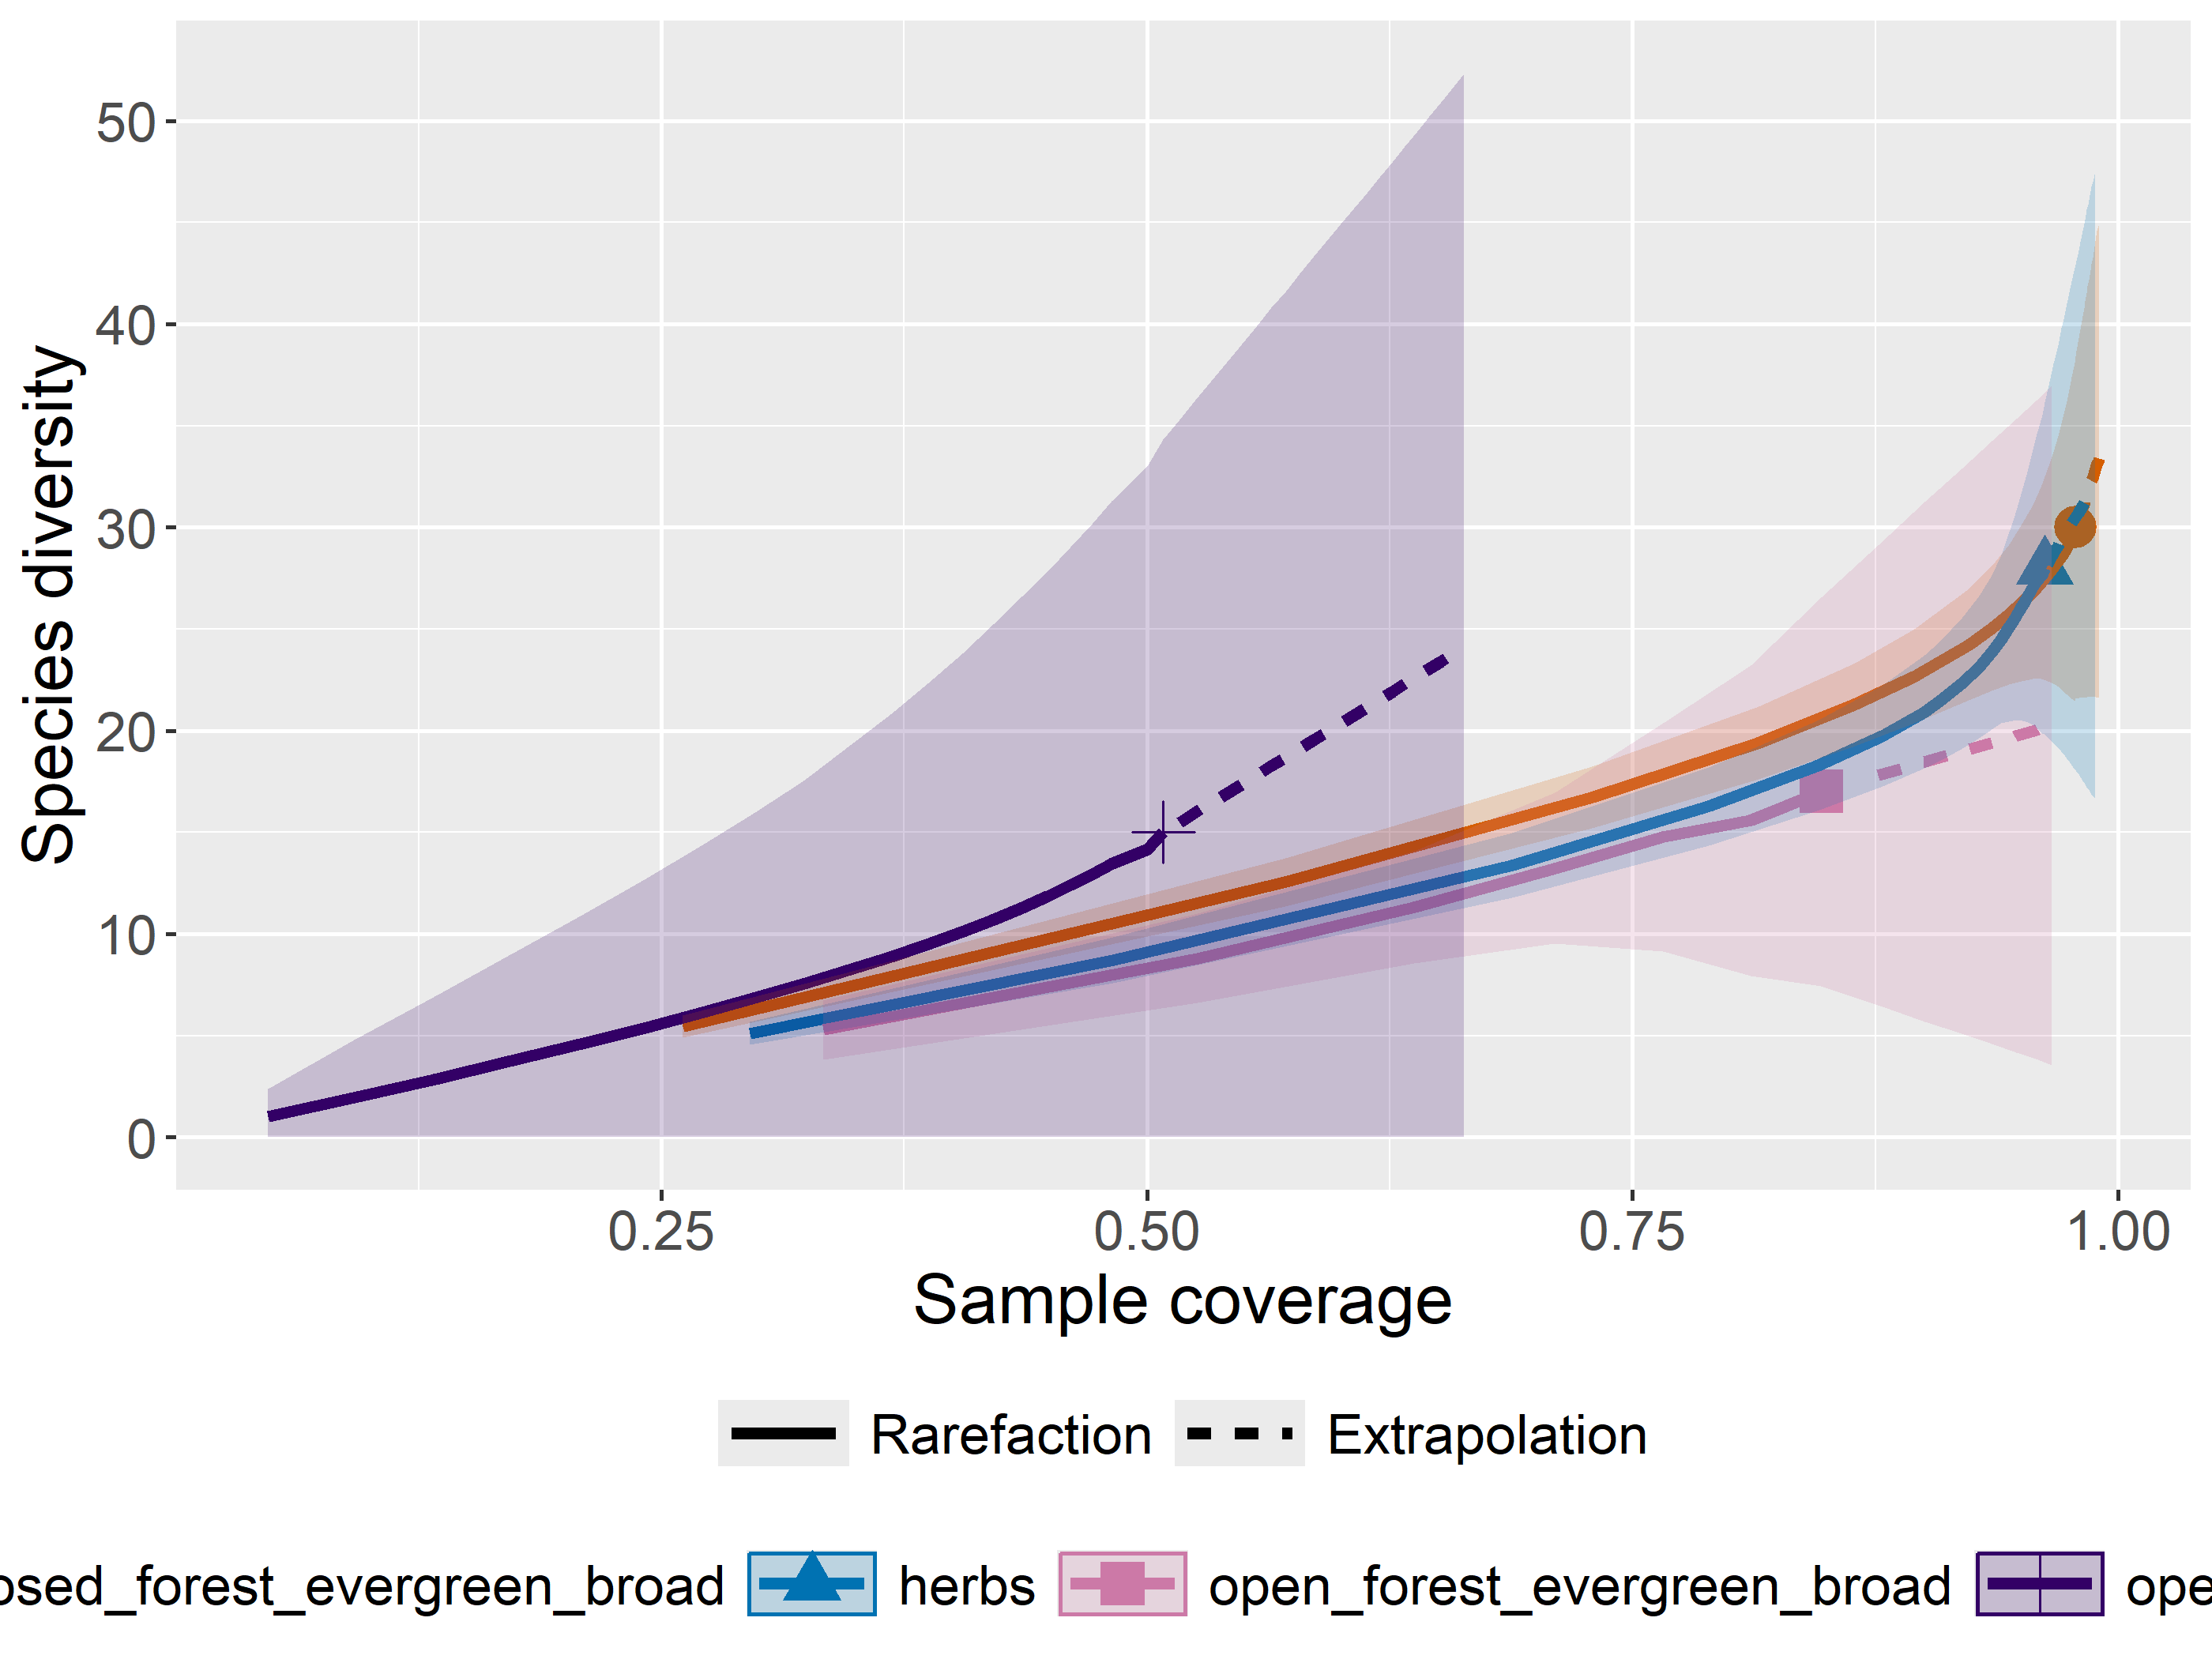 50
40
30
20
10
0
Species diversity
0.25 0.50 0.75 1.00
Sample coverage
Rarefaction Extrapolation
osed_forest_evergreen_broad herbs open_forest_evergreen_broad ope